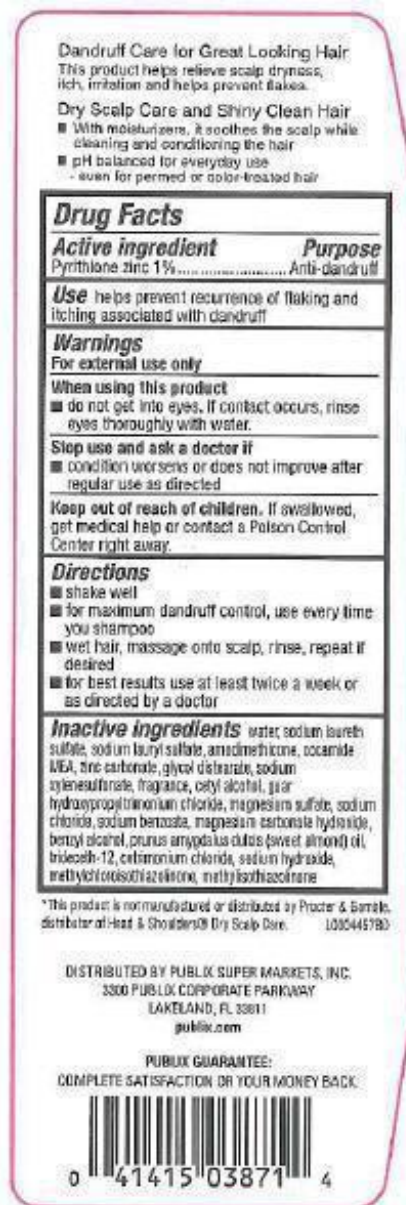 Dandruff Care for Great Looking Hair
This product helps relieve scalp dryness,
itch, irritation and helps prevent flakes.
Dry Scalp Care and Shiny Clean Hair
■ With moisturizers, it soothes the scalp while
cleaning and conditioning the hair
■ pH balanced for everyday use
- even for permed or color-treated hair
Drug Facts
Active ingredient Purpose
Pyrithione zinc 1%........................Anti-dandruff
Use helps prevent recurrence of flaking and
itching associated with dandruff
Warnings
For external use only
When using this product
■ do not get into eyes. If contact occurs, rinse
eyes thoroughly with water.
Stop use and ask a doctor if
■ condition worsens or does not improve after
regular use as directed
Keep out of reach of children. If swallowed,
get medical help or contact a Poison Control
Center right away.
Directions
■ shake well
■ for maximum dandruff control, use every time
you shampoo
■ wet hair, massage onto scalp, rinse, repeat if
desired
■ for best results use at least twice a week or
as directed by a doctor
Inactive ingredients water, sodium laureth
sulfate, sodium lauryl sulfate, amodimethicone, cocamide
MEA, zinc carbonate, glycol distearate, sodium
xylenesulfonate, fragrance, cetyl alcohol, guar
hydroxypropyltrimonium chloride, magnesium sulfate, sodium
chloride, sodium benzoate, magnesium carbonate hydroxide,
benzyl alcohol, prunus amygdalus dulcis (sweet almond) oil,
trideceth-12, cetrimonium chloride, sodium hydroxide,
methylchloroisothiazolinone, methylisothiazolinone
*This product is not manufactured or distributed by Procter & Gamble,
distributor of Head & Shoulders® Dry Scalp Care.
DISTRIBUTED BY PUBLIX SUPER MARKETS, INC.
3300 PUBLIX CORPORATE PARKWAY
LAKELAND, FL 33811
publix.com
PUBLIX GUARANTEE:
COMPLETE SATISFACTION OR YOUR MONEY BACK.
0 41415 03871 4